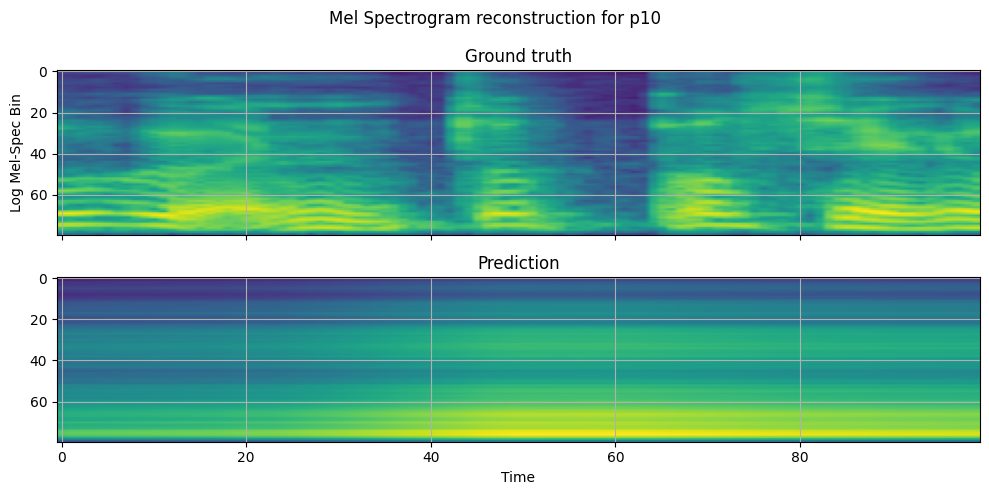 Mel Spectrogram reconstruction for p10
Ground truth
0
20
40
60
Log Mel-Spec Bin
Prediction
0
20
40
60
0 20 40 60 80
Time